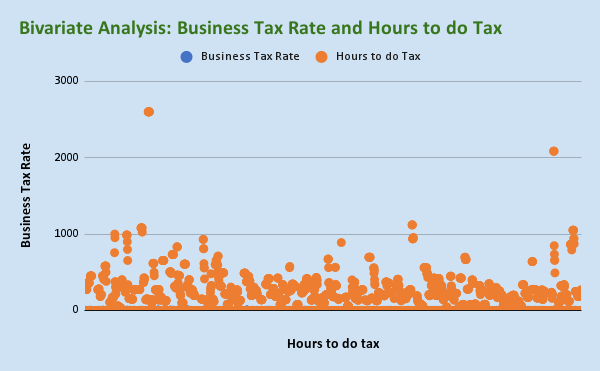 Bivariate Analysis: Business Tax Rate and Hours to do Tax
Business Tax Rate Hours to do Tax
3000
2000
1000
0
Business Tax Rate
Hours to do tax